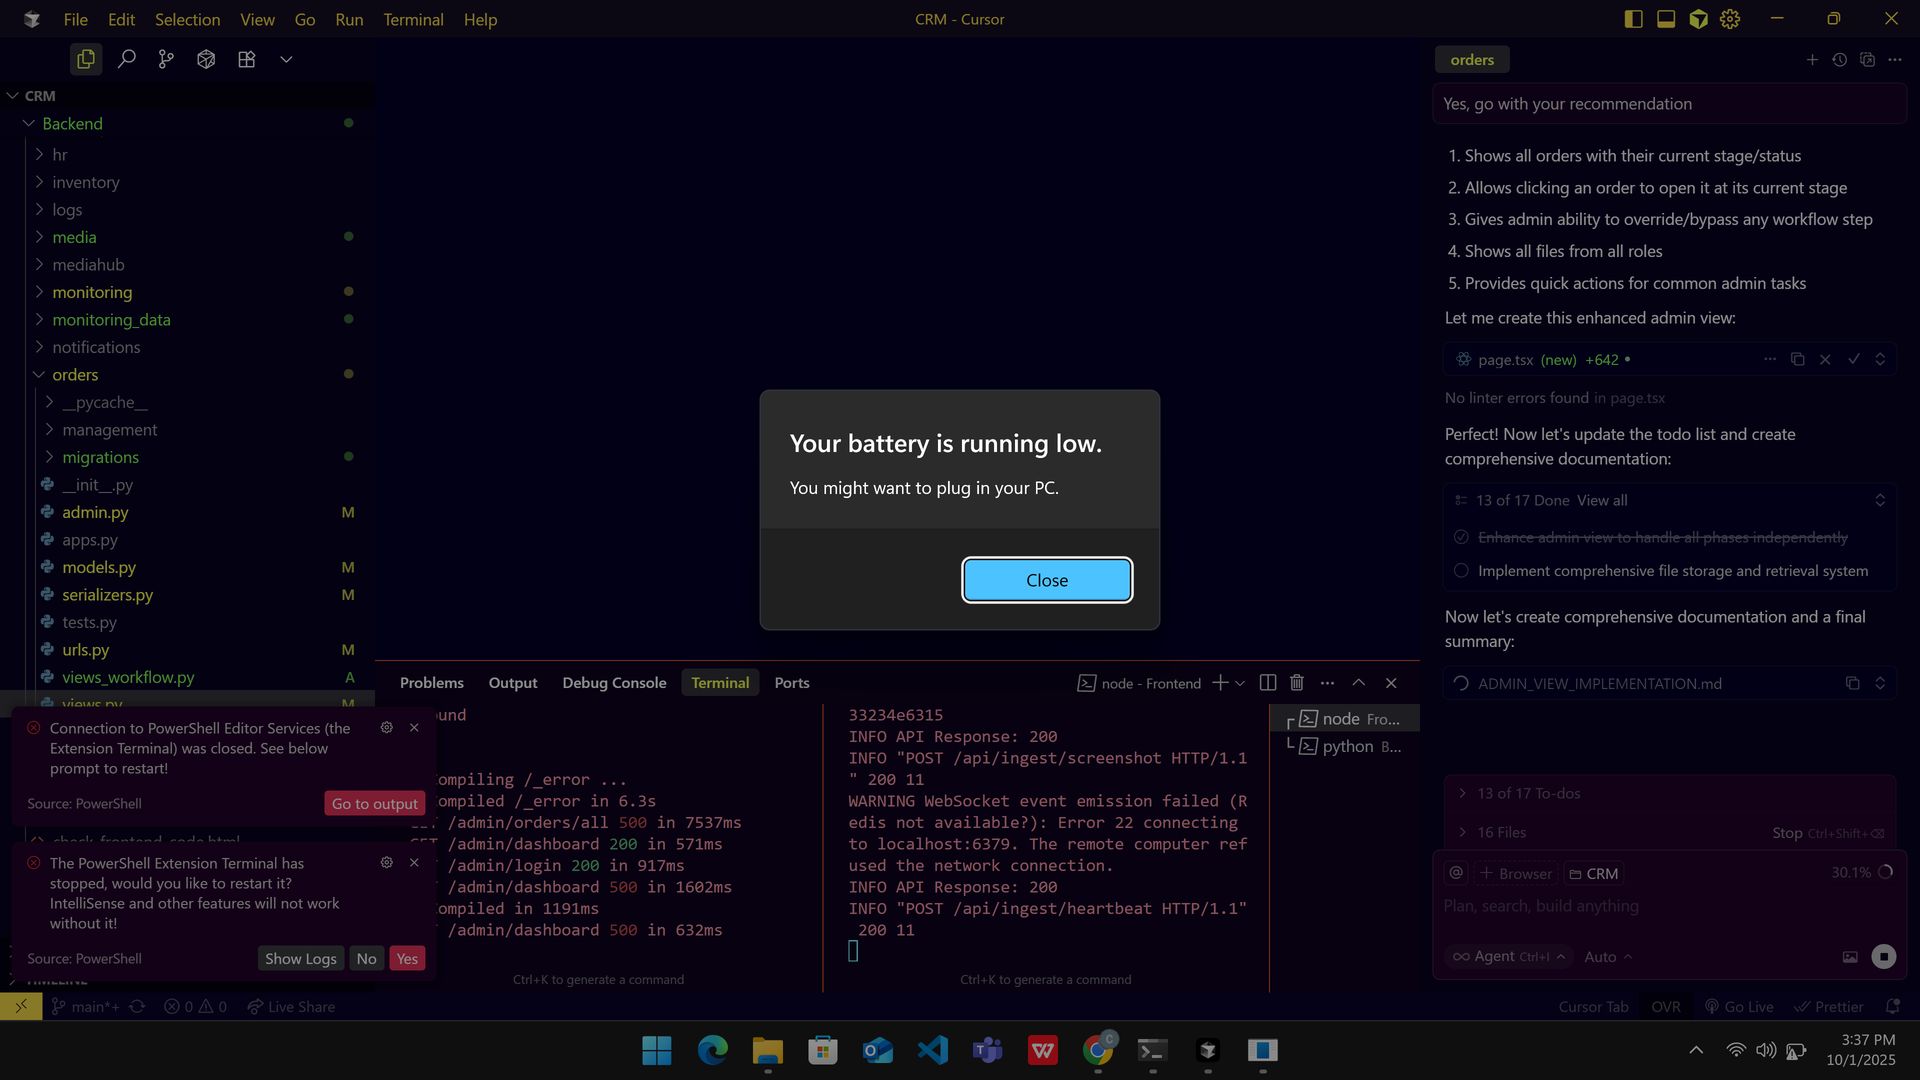 File Edit Selection View Go Run Terminal Help
CRM - Cursor
CRM
Backend
hr
inventory
logs
media
mediahub
monitoring
monitoring_data
notifications
orders
__pycache__
management
migrations
__init__.py
admin.py M
apps.py
models.py M
serializers.py M
tests.py
urls.py M
views_workflow.py A
views.py M
Connection to PowerShell Editor Services (the
Extension Terminal) was closed. See below
prompt to restart!
Source: PowerShell
Go to output
check_frontend_code.html
The PowerShell Extension Terminal has
stopped, would you like to restart it?
IntelliSense and other features will not work
without it!
Source: PowerShell
Show Logs No Yes
TIMELINE
Your battery is running low.
You might want to plug in your PC.
Close
Problems Output Debug Console Terminal Ports
node - Frontend
ound
ompiling /_error ...
ompiled /_error in 6.3s
GET /admin/orders/all 500 in 7537ms
GET /admin/dashboard 200 in 571ms
/admin/login 200 in 917ms
/admin/dashboard 500 in 1602ms
ompiled in 1191ms
/admin/dashboard 500 in 632ms
Ctrl+K to generate a command
33234e6315
INFO API Response: 200
INFO "POST /api/ingest/screenshot HTTP/1.1
" 200 11
WARNING WebSocket event emission failed (R
edis not available?): Error 22 connecting
to localhost:6379. The remote computer ref
used the network connection.
INFO API Response: 200
INFO "POST /api/ingest/heartbeat HTTP/1.1"
200 11
Ctrl+K to generate a command
node Fro...
python B...
orders
Yes, go with your recommendation
1. Shows all orders with their current stage/status
2. Allows clicking an order to open it at its current stage
3. Gives admin ability to override/bypass any workflow step
4. Shows all files from all roles
5. Provides quick actions for common admin tasks
Let me create this enhanced admin view:
page.tsx (new) +642
No linter errors found in page.tsx
Perfect! Now let's update the todo list and create
comprehensive documentation:
13 of 17 Done View all
Enhance admin view to handle all phases independently
Implement comprehensive file storage and retrieval system
Now let's create comprehensive documentation and a final
summary:
ADMIN_VIEW_IMPLEMENTATION.md
13 of 17 To-dos
16 Files
Stop Ctrl+Shift+⌫
@ Browser CRM 30.1%
Plan, search, build anything
Agent Ctrl+I Auto
main*+ 0 0 Live Share
Cursor Tab OVR Go Live Prettier
3:37 PM
10/1/2025